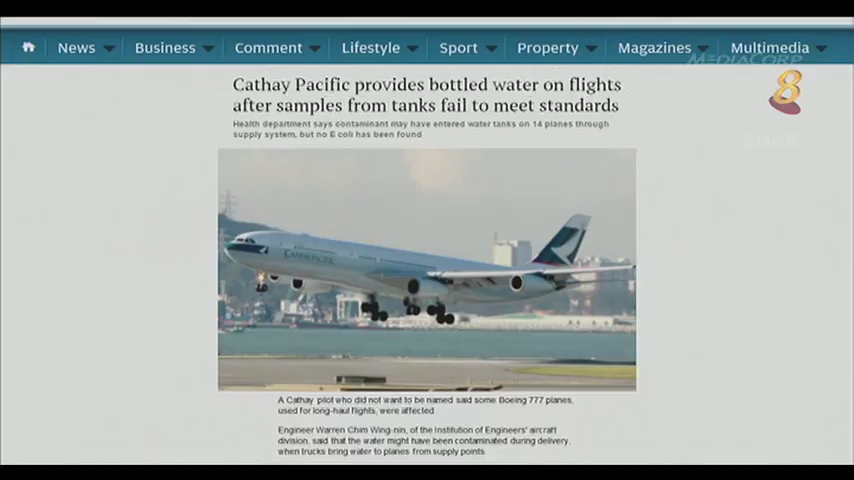 News Business Comment Lifestyle Sport Property Magazines Multimedia
MEDIACORP
8
Cathay Pacific provides bottled water on flights
after samples from tanks fail to meet standards
Health department says contaminant may have entered water tanks on 14 planes through
supply system, but no E coli has been found
CATHAY PACIFIC
A Cathay pilot who did not want to be named said some Boeing 777 planes,
used for long-haul flights, were affected.
Engineer Warren Chim Wing-nin, of the Institution of Engineers' aircraft
division, said that the water might have been contaminated during delivery,
when trucks bring water to planes from supply points.